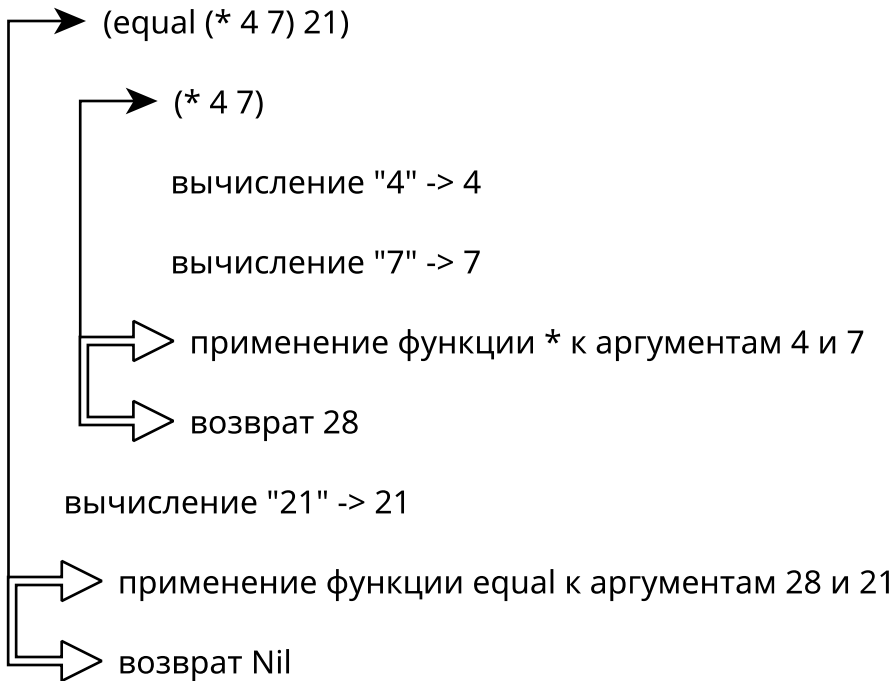 (equal (* 4 7) 21)
(* 4 7)
вычисление "4" -> 4
вычисление "7" -> 7
применение функции * к аргументам 4 и 7
возврат 28
вычисление "21" -> 21
применение функции equal к аргументам 28 и 21
возврат Nil